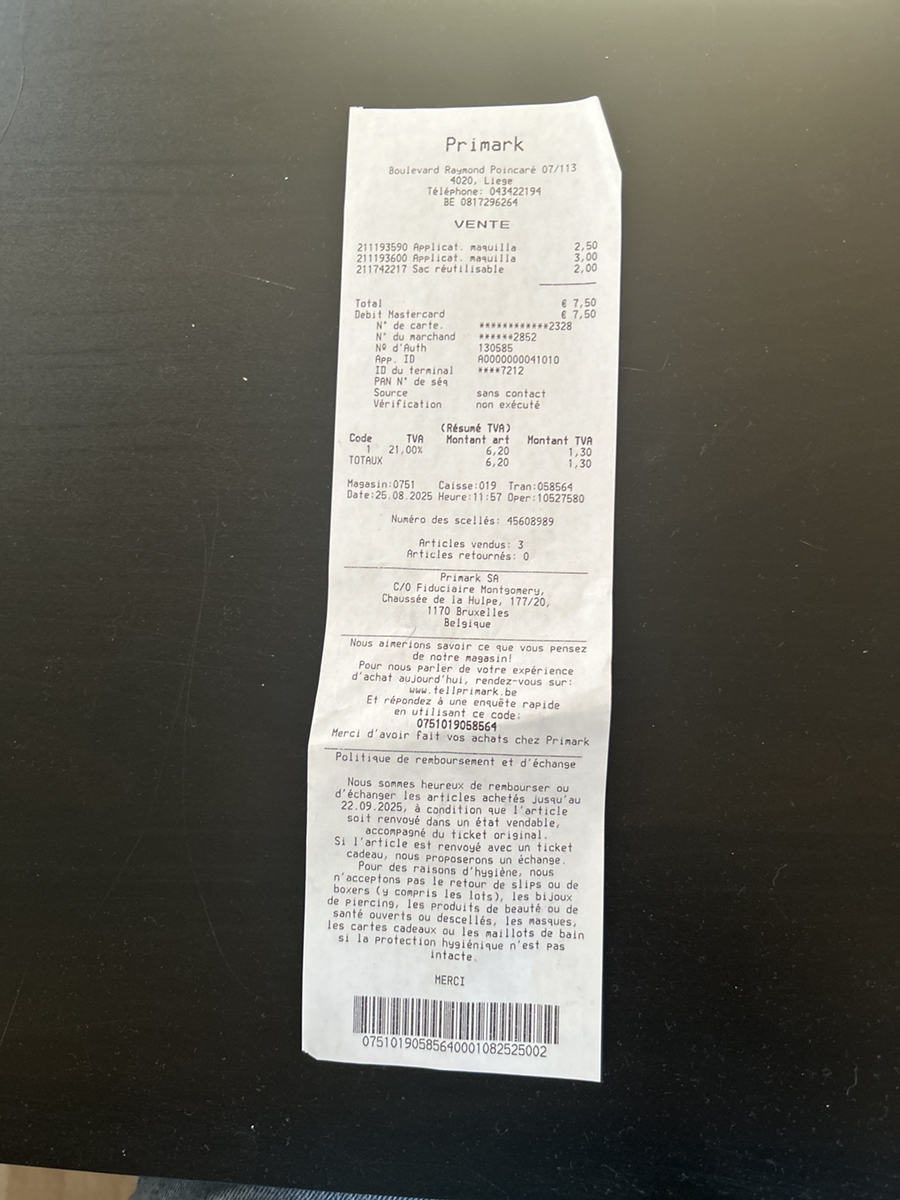 Primark
Boulevard Raymond Poincaré 07/113
4020, Liege
Téléphone: 043422194
BE 0817296264
VENTE
211193590 Applicat. maquilla 2,50
211193600 Applicat. maquilla 3,00
211742217 Sac réutilisable 2,00
Total € 7,50
Debit Mastercard € 7,50
N° de carte. ************2328
N° du marchand ******2852
Nº d'Auth 130585
App. ID A0000000041010
ID du terminal ****7212
PAN N° de séq
Source sans contact
Vérification non exécuté
(Résumé TVA)
Code TVA Montant art Montant TVA
1 21,00% 6,20 1,30
TOTAUX 6,20 1,30
Magasin:0751 Caisse:019 Tran:058564
Date:25.08.2025 Heure:11:57 Oper:10527580
Numéro des scellés: 45608989
Articles vendus: 3
Articles retournés: 0
Primark SA
C/O Fiduciaire Montgomery,
Chaussée de la Hulpe, 177/20,
1170 Bruxelles
Belgique
Nous aimerions savoir ce que vous pensez
de notre magasin!
Pour nous parler de votre expérience
d'achat aujourd'hui, rendez-vous sur:
www.tellprimark.be
Et répondez à une enquête rapide
en utilisant ce code:
0751019058564
Merci d'avoir fait vos achats chez Primark
Politique de remboursement et d'échange
Nous sommes heureux de rembourser ou
d'échanger les articles achetés jusqu'au
22.09.2025, à condition que l'article
soit renvoyé dans un état vendable,
accompagné du ticket original.
Si l'article est renvoyé avec un ticket
cadeau, nous proposerons un échange.
Pour des raisons d'hygiène, nous
n'acceptons pas le retour de slips ou de
boxers (y compris les lots), les bijoux
de piercing, les produits de beauté ou de
santé ouverts ou descellés, les masques,
les cartes cadeaux ou les maillots de bain
si la protection hygiénique n'est pas
intacte.
MERCI
07510190585640001082525002